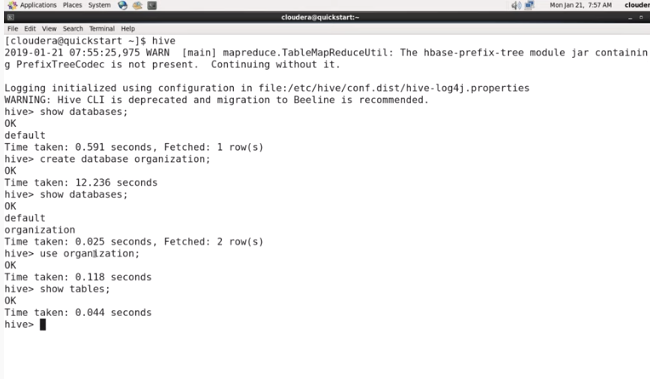 Applications Places System Mon Jan 21, 7:57 AM clouder
cloudera@quickstart:~
File Edit View Search Terminal Help
[cloudera@quickstart ~]$ hive
2019-01-21 07:55:25,975 WARN  [main] mapreduce.TableMapReduceUtil: The hbase-prefix-tree module jar containin
g PrefixTreeCodec is not present.  Continuing without it.
Logging initialized using configuration in file:/etc/hive/conf.dist/hive-log4j.properties
WARNING: Hive CLI is deprecated and migration to Beeline is recommended.
hive> show databases;
OK
default
Time taken: 0.591 seconds, Fetched: 1 row(s)
hive> create database organization;
OK
Time taken: 12.236 seconds
hive> show databases;
OK
default
organization
Time taken: 0.025 seconds, Fetched: 2 row(s)
hive> use organization;
OK
Time taken: 0.118 seconds
hive> show tables;
OK
Time taken: 0.044 seconds
hive>